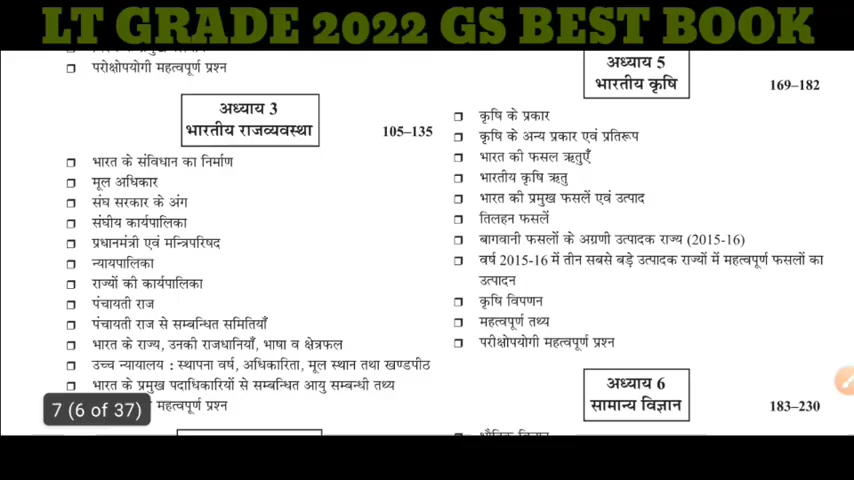 LT GRADE 2022 GS BEST BOOK
परीक्षोपयोगी महत्वपूर्ण प्रश्न
अध्याय 3
भारतीय राजव्यवस्था
105–135
भारत के संविधान का निर्माण
मूल अधिकार
संघ सरकार के अंग
संघीय कार्यपालिका
प्रधानमंत्री एवं मन्त्रिपरिषद
न्यायपालिका
राज्यों की कार्यपालिका
पंचायती राज
पंचायती राज से सम्बन्धित समितियाँ
भारत के राज्य, उनकी राजधानियाँ, भाषा व क्षेत्रफल
उच्च न्यायालय : स्थापना वर्ष, अधिकारिता, मूल स्थान तथा खण्डपीठ
भारत के प्रमुख पदाधिकारियों से सम्बन्धित आयु सम्बन्धी तथ्य
महत्वपूर्ण प्रश्न
7 (6 of 37)
अध्याय 5
भारतीय कृषि
169–182
कृषि के प्रकार
कृषि के अन्य प्रकार एवं प्रतिरूप
भारत की फसल ऋतुएँ
भारतीय कृषि ऋतु
भारत की प्रमुख फसलें एवं उत्पाद
तिलहन फसलें
बागवानी फसलों के अग्रणी उत्पादक राज्य (2015-16)
वर्ष 2015-16 में तीन सबसे बड़े उत्पादक राज्यों में महत्वपूर्ण फसलों का
उत्पादन
कृषि विपणन
महत्वपूर्ण तथ्य
परीक्षोपयोगी महत्वपूर्ण प्रश्न
अध्याय 6
सामान्य विज्ञान
183–230